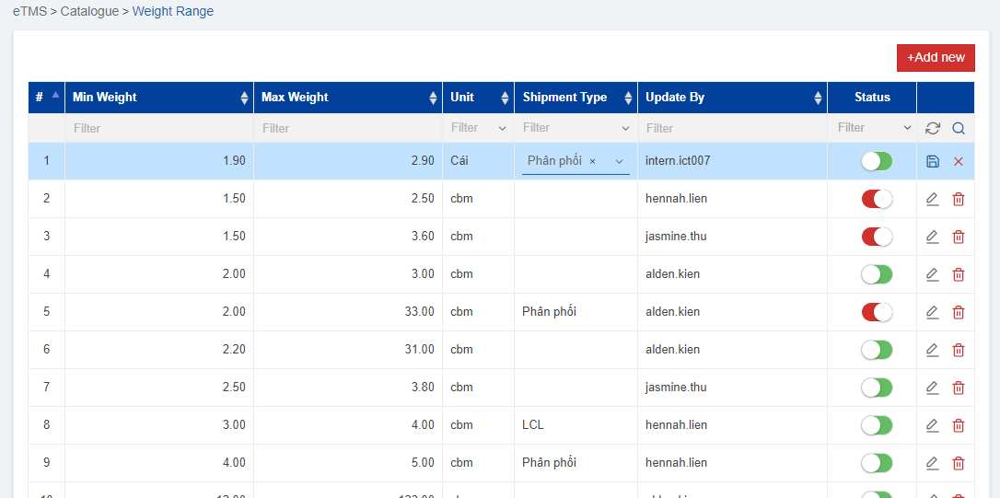 eTMS > Catalogue > Weight Range
+Add new
# Min Weight Max Weight Unit Shipment Type Update By Status
Filter Filter Filter Filter Filter Filter
1 1.90 2.90 Cái Phân phối × intern.ict007
2 1.50 2.50 cbm hennah.lien
3 1.50 3.60 cbm jasmine.thu
4 2.00 3.00 cbm alden.kien
5 2.00 33.00 cbm Phân phối alden.kien
6 2.20 31.00 cbm alden.kien
7 2.50 3.80 cbm jasmine.thu
8 3.00 4.00 cbm LCL hennah.lien
9 4.00 5.00 cbm Phân phối hennah.lien